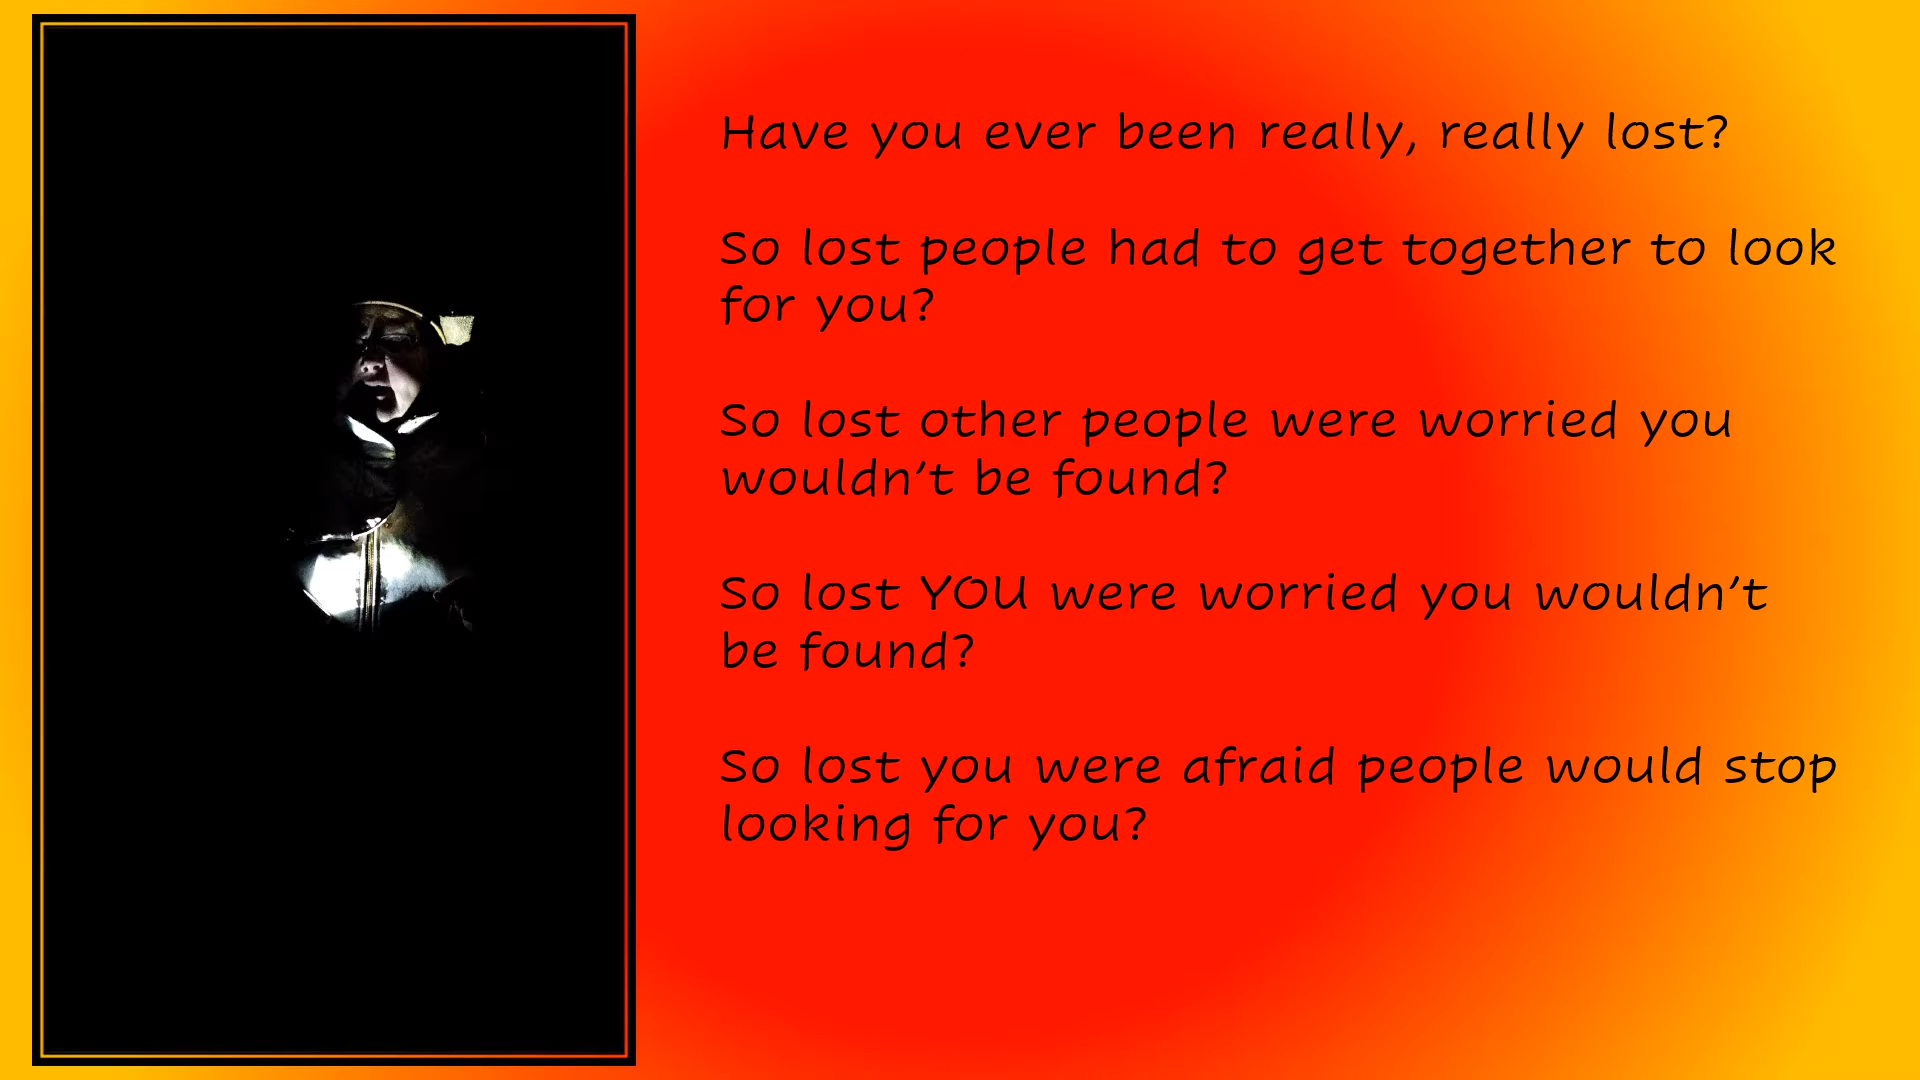 Have you ever been really, really lost?
So lost people had to get together to look
for you?
So lost other people were worried you
wouldn’t be found?
So lost YOU were worried you wouldn’t
be found?
So lost you were afraid people would stop
looking for you?